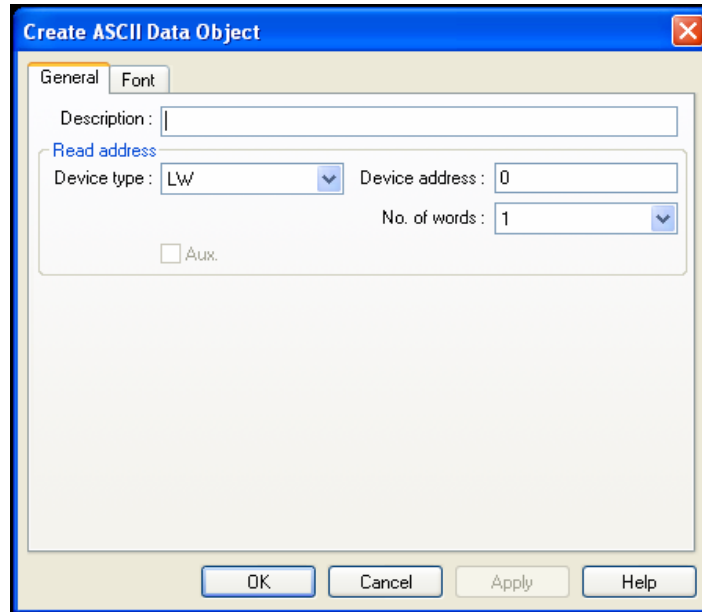 Create ASCII Data Object
General Font
Description :
Read address
Device type : LW Device address : 0
No. of words : 1
Aux.
OK Cancel Apply Help